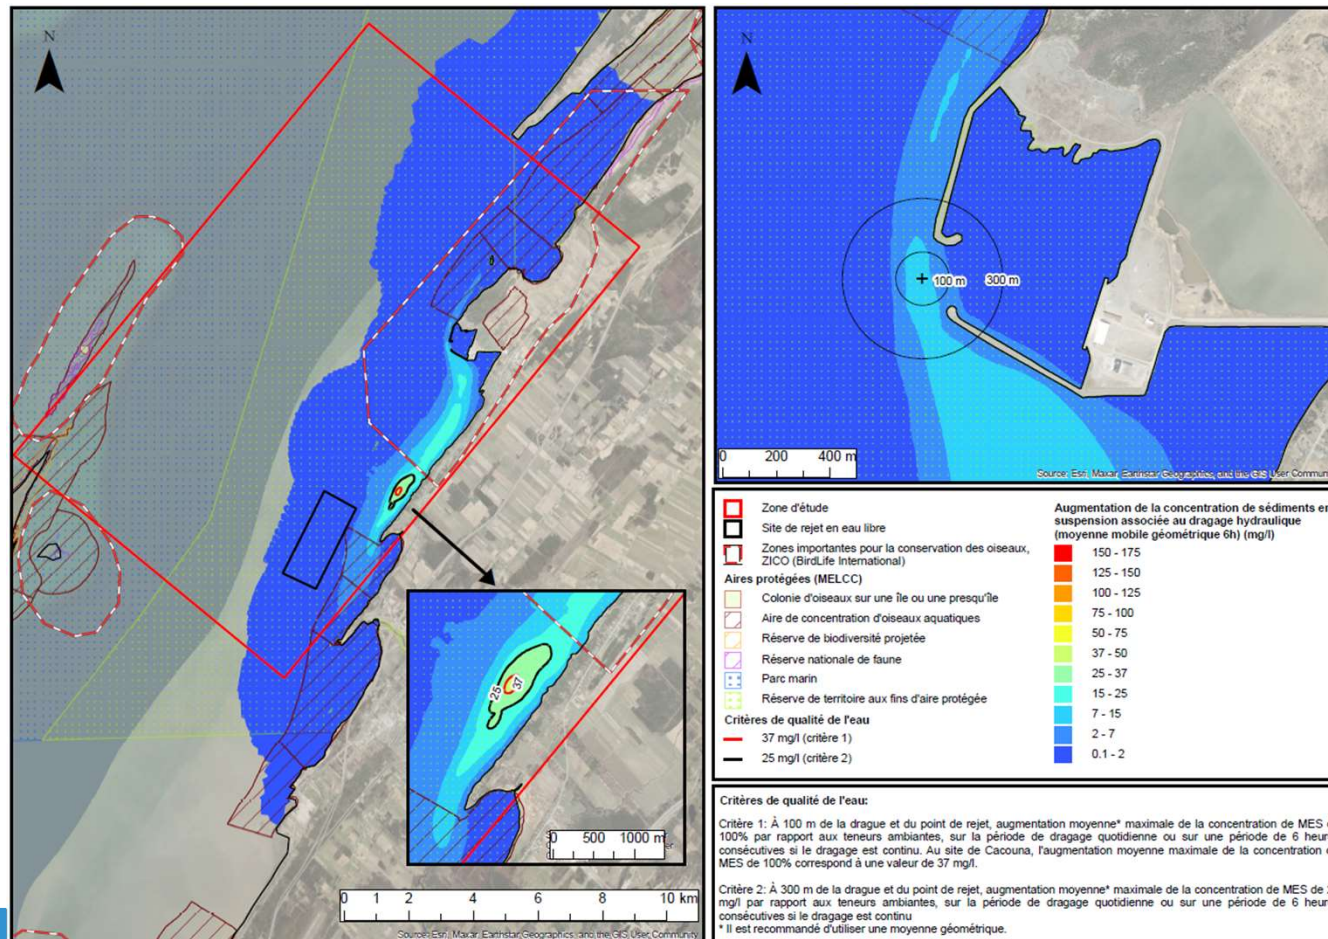 N
25
37
0 500 1000 m
0 1 2 4 6 8 10 km
Source: Esri, Maxar, Earthstar Geographics, and the GIS User Community
N
100 m 300 m
0 200 400 m
Source: Esri, Maxar, Earthstar Geographics, and the GIS User Commun
Zone d'étude
Site de rejet en eau libre
Zones importantes pour la conservation des oiseaux,
ZICO (BirdLife International)
Aires protégées (MELCC)
Colonie d'oiseaux sur une île ou une presqu'île
Aire de concentration d'oiseaux aquatiques
Réserve de biodiversité projetée
Réserve nationale de faune
Parc marin
Réserve de territoire aux fins d'aire protégée
Critères de qualité de l'eau
37 mg/l (critère 1)
25 mg/l (critère 2)
Augmentation de la concentration de sédiments en
suspension associée au dragage hydraulique
(moyenne mobile géométrique 6h) (mg/l)
150 - 175
125 - 150
100 - 125
75 - 100
50 - 75
37 - 50
25 - 37
15 - 25
7 - 15
2 - 7
0.1 - 2
Critères de qualité de l'eau:
Critère 1: À 100 m de la drague et du point de rejet, augmentation moyenne* maximale de la concentration de MES
100% par rapport aux teneurs ambiantes, sur la période de dragage quotidienne ou sur une période de 6 heur
consécutives si le dragage est continu. Au site de Cacouna, l'augmentation moyenne maximale de la concentration
MES de 100% correspond à une valeur de 37 mg/l.
Critère 2: À 300 m de la drague et du point de rejet, augmentation moyenne* maximale de la concentration de MES de
mg/l par rapport aux teneurs ambiantes, sur la période de dragage quotidienne ou sur une période de 6 heur
consécutives si le dragage est continu
* Il est recommandé d'utiliser une moyenne géométrique.